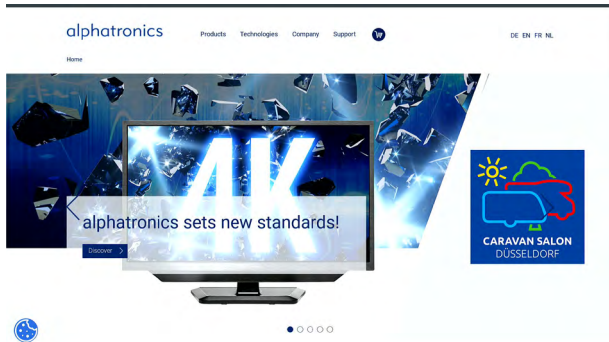 alphatronics
Products Technologies Company Support
DE EN FR NL
Home
4K
alphatronics sets new standards!
Discover
CARAVAN SALON
DÜSSELDORF